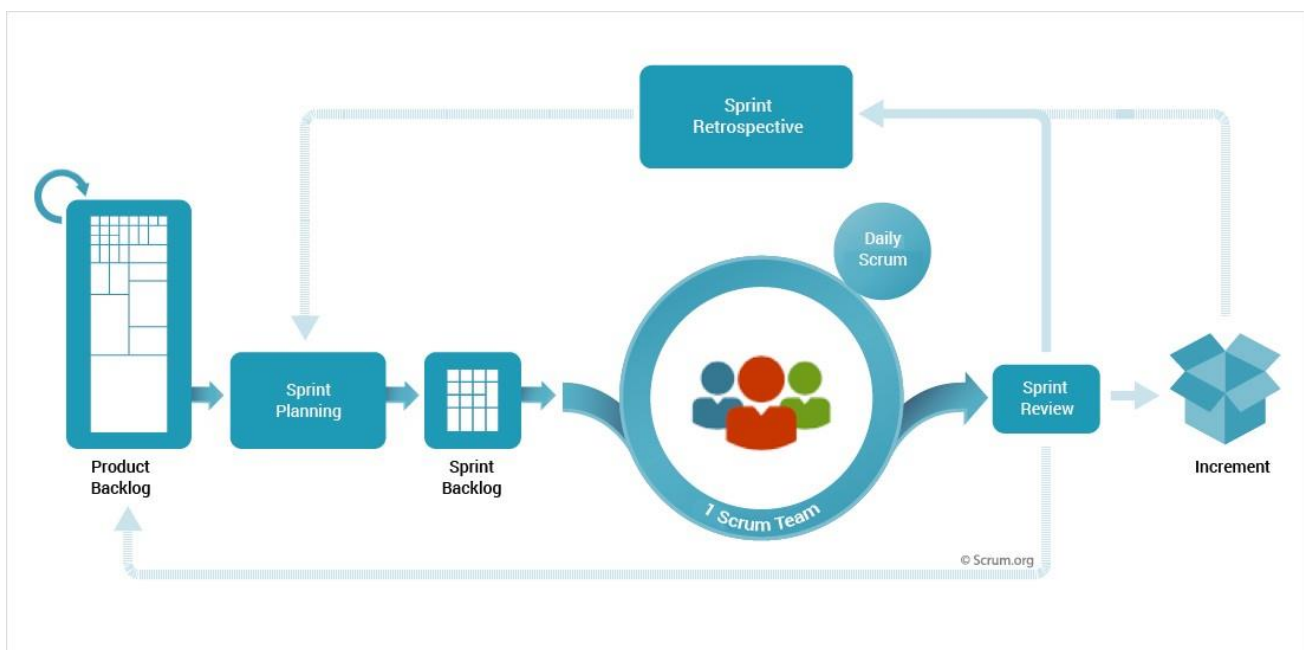 Sprint
Retrospective
Daily
Scrum
Sprint
Planning
Sprint
Review
Product
Backlog
Sprint
Backlog
1 Scrum Team
Increment
© Scrum.org